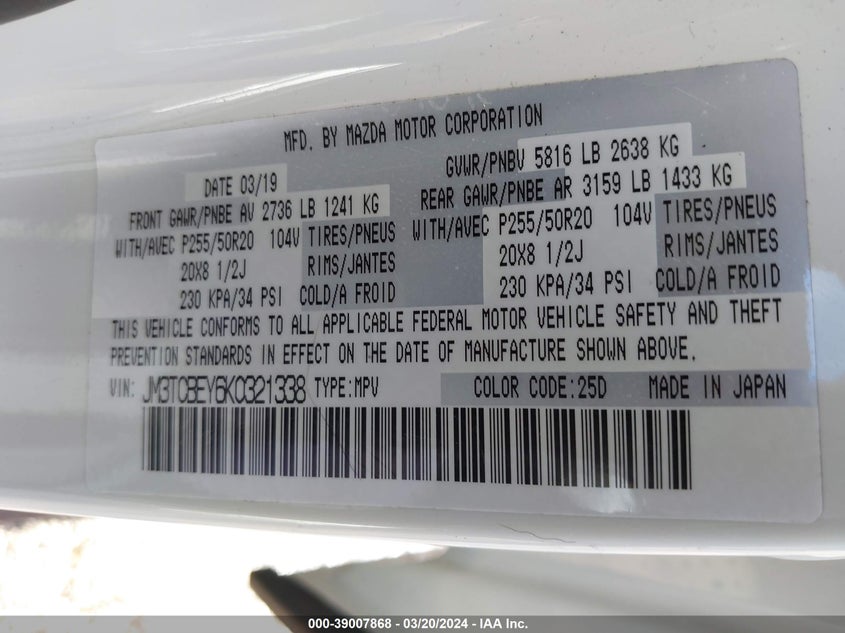 MFD. BY MAZDA MOTOR CORPORATION
DATE 03/19 GVWR/PNBV 5816 LB 2638 KG
FRONT GAWR/PNBE AV 2736 LB 1241 KG REAR GAWR/PNBE AR 3159 LB 1433 KG
WITH/AVEC P255/50R20 104V TIRES/PNEUS WITH/AVEC P255/50R20 104V TIRES/PNEUS
20X8 1/2J RIMS/JANTES 20X8 1/2J RIMS/JANTES
230 KPA/34 PSI COLD/A FROID 230 KPA/34 PSI COLD/A FROID
THIS VEHICLE CONFORMS TO ALL APPLICABLE FEDERAL MOTOR VEHICLE SAFETY AND THEFT
PREVENTION STANDARDS IN EFFECT ON THE DATE OF MANUFACTURE SHOWN ABOVE.
VIN: JM3TCBEY6K0321338 TYPE:MPV COLOR CODE:25D MADE IN JAPAN
000-39007868 - 03/20/2024 - IAA Inc.